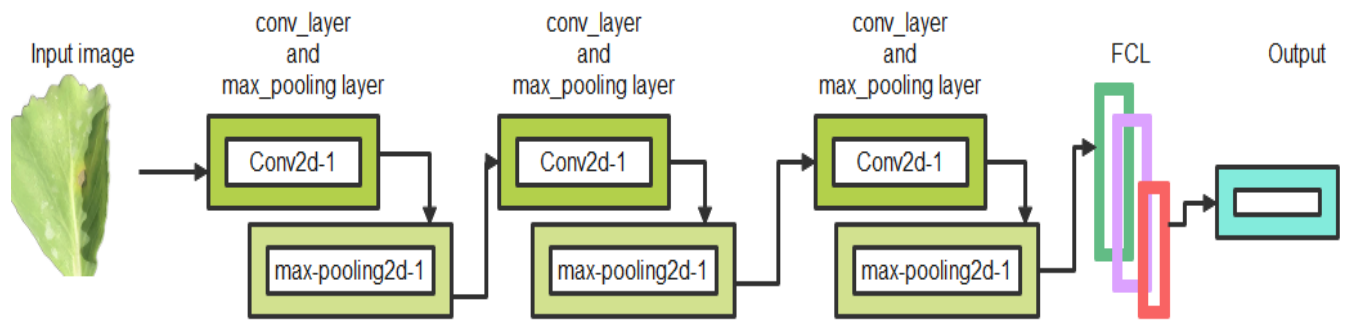 Input image
conv_layer
and
max_pooling layer
conv_layer
and
max_pooling layer
conv_layer
and
max_pooling layer
FCL
Output
Conv2d-1
Conv2d-1
Conv2d-1
max-pooling2d-1
max-pooling2d-1
max-pooling2d-1